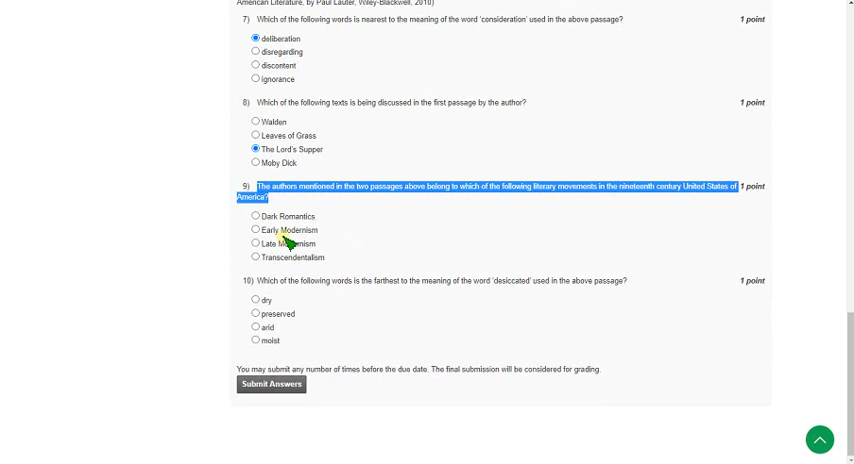 American Literature, by Paul Lauter, Wiley-Blackwell, 2010)
7) Which of the following words is nearest to the meaning of the word 'consideration' used in the above passage? 1 point
deliberation
disregarding
discontent
ignorance
8) Which of the following texts is being discussed in the first passage by the author? 1 point
Walden
Leaves of Grass
The Lord's Supper
Moby Dick
9) The authors mentioned in the two passages above belong to which of the following literary movements in the nineteenth century United States of 1 point
America?
Dark Romantics
Early Modernism
Late Modernism
Transcendentalism
10) Which of the following words is the farthest to the meaning of the word 'desiccated' used in the above passage? 1 point
dry
preserved
arid
moist
You may submit any number of times before the due date. The final submission will be considered for grading.
Submit Answers